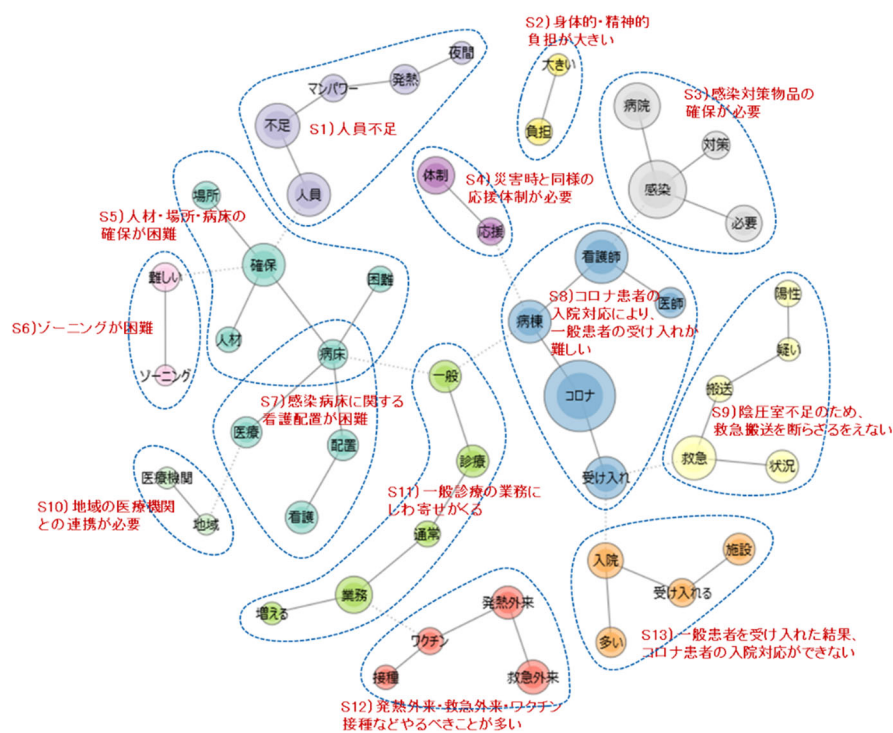 夜間
発熱
マンパワー
不足
人員
S1)人員不足
S2)身体的・精神的
負担が大きい
大きい
負担
病院
対策
感染
必要
S3)感染対策物品の
確保が必要
体制
応援
S4)災害時と同様の
応援体制が必要
場所
S5)人材・場所・病床の
確保が困難
確保
困難
人材
病床
難しい
S6)ゾーニングが困難
ゾーニング
S7)感染病床に関する
看護配置が困難
医療
配置
看護
看護師
医師
病棟
S8)コロナ患者の
入院対応により、
一般患者の受け入れが
難しい
コロナ
受け入れ
陽性
疑い
搬送
S9)陰圧室不足のため、
救急搬送を断らざるをえない
救急
状況
医療機関
S10)地域の医療機関
との連携が必要
地域
一般
診療
S11)一般診療の業務に
しわ寄せがくる
通常
業務
増える
発熱外来
ワクチン
接種
救急外来
S12)発熱外来・救急外来・ワクチン
接種などやるべきことが多い
入院
施設
受け入れる
多い
S13)一般患者を受け入れた結果、
コロナ患者の入院対応ができない